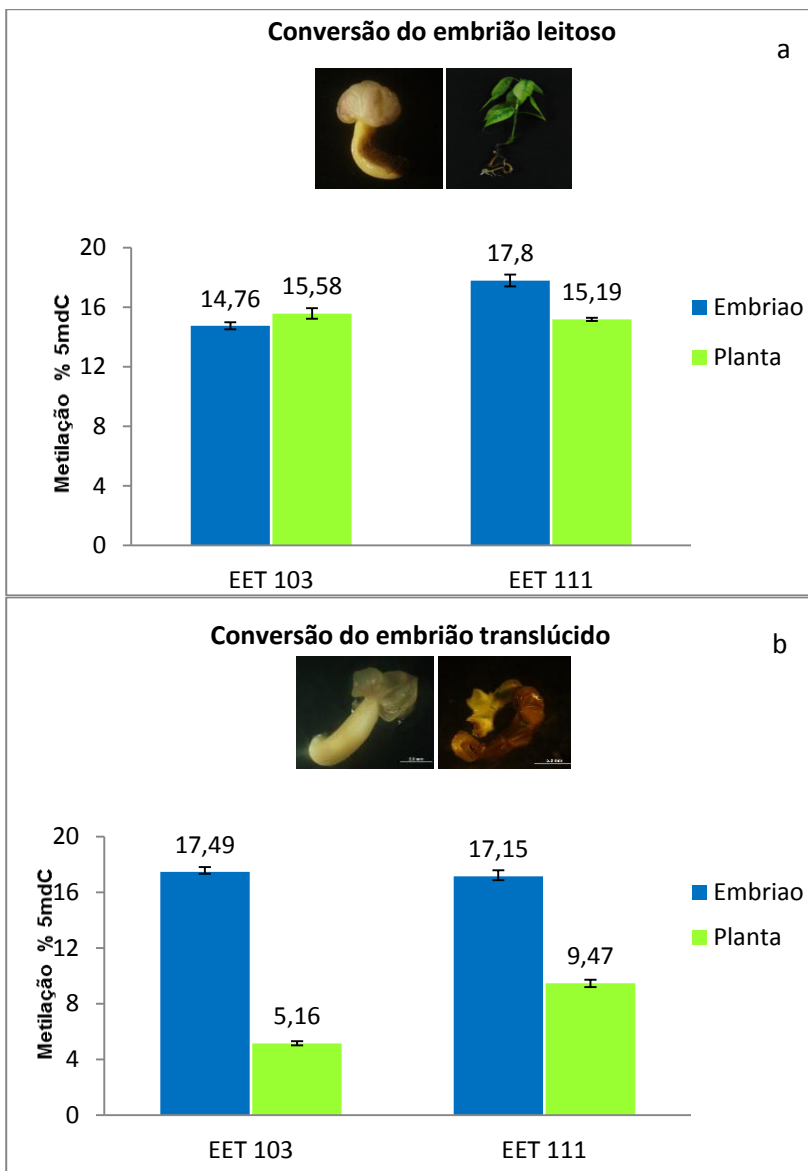 Conversão do embrião leitoso
a
20
16
12
8
4
0
Metilação % 5mdC
14,76
15,58
17,8
15,19
EET 103
EET 111
Embriao
Planta
Conversão do embrião translúcido
b
20
16
12
8
4
0
Metilação % 5mdC
17,49
5,16
17,15
9,47
EET 103
EET 111
Embriao
Planta